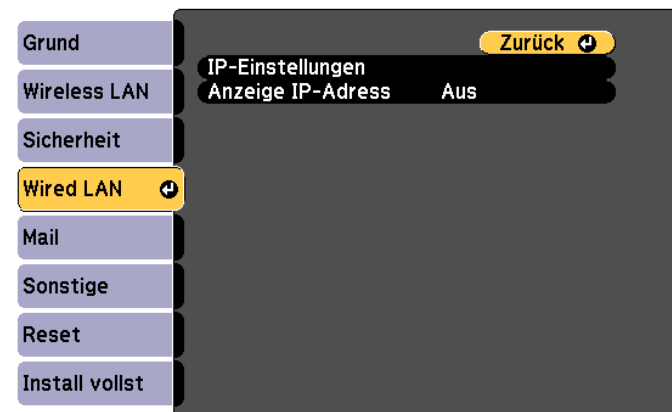 Grund
Wireless LAN
Sicherheit
Wired LAN
Mail
Sonstige
Reset
Install vollst
Zurück
IP-Einstellungen
Anzeige IP-Adress Aus